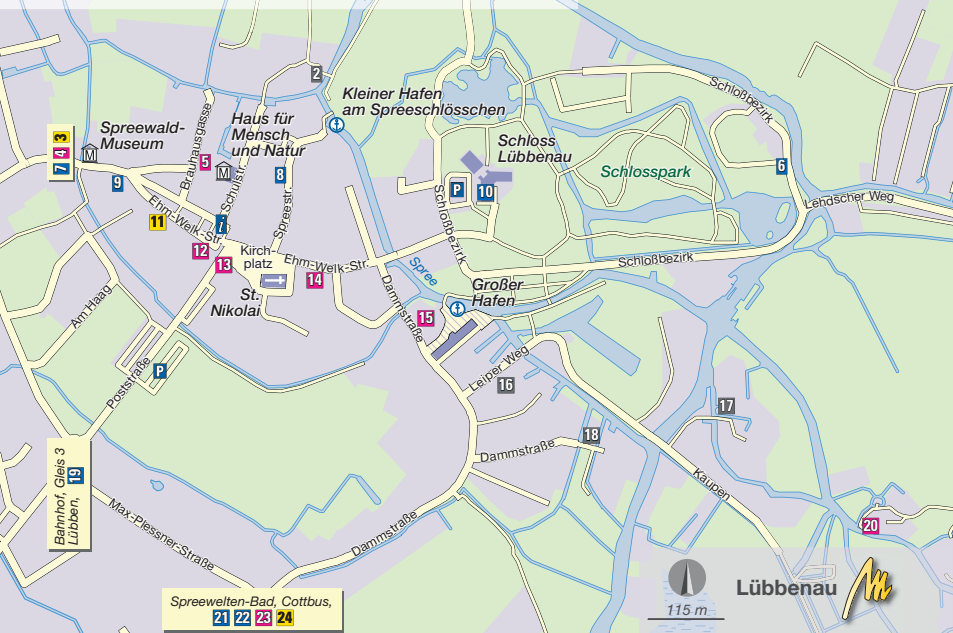 2
Kleiner Hafen
am Spreeschlösschen
Schloßbezirk
Spreewald-
Museum
Haus für
Mensch
und Natur
Schloss
Lübbenau
Schlosspark
7 4 3
M
5
M
6
9
8
P
10
Brauhausgasse
Schulstr.
Spreestr.
Schloßbezirk
Lehdscher Weg
11
Ehm-Welk-Str.
i
12
13
Kirch-
platz
Ehm-Welk-Str.
14
Schloßbezirk
Spree
Großer
Hafen
St.
Nikolai
Am Haag
Dammstraße
15
P
Poststraße
Leiper Weg
16
17
18
Dammstraße
Bahnhof, Gleis 3
Lübben, 19
Kaupen
Max-Plessner-Straße
Dammstraße
20
Spreewelten-Bad, Cottbus,
21 22 23 24
115 m
Lübbenau